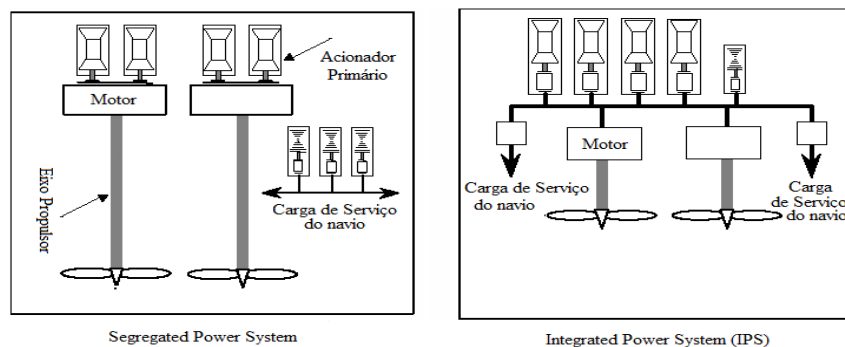 Acionador
Primário
Motor
Eixo Propulsor
Carga de Serviço
do navio
Segregated Power System
Motor
Carga de Serviço
do navio
Carga
de Serviço
do navio
Integrated Power System (IPS)